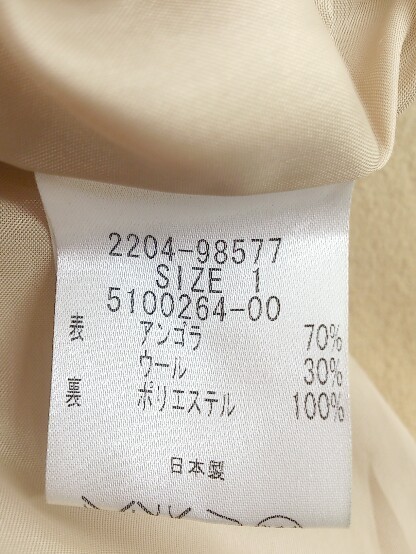 2204-98577
SIZE 1
5100264-00
表 アンゴラ 70%
ウール 30%
裏 ポリエステル 100%
日本製